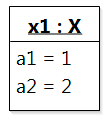 x1 : X
a1 = 1
a2 = 2